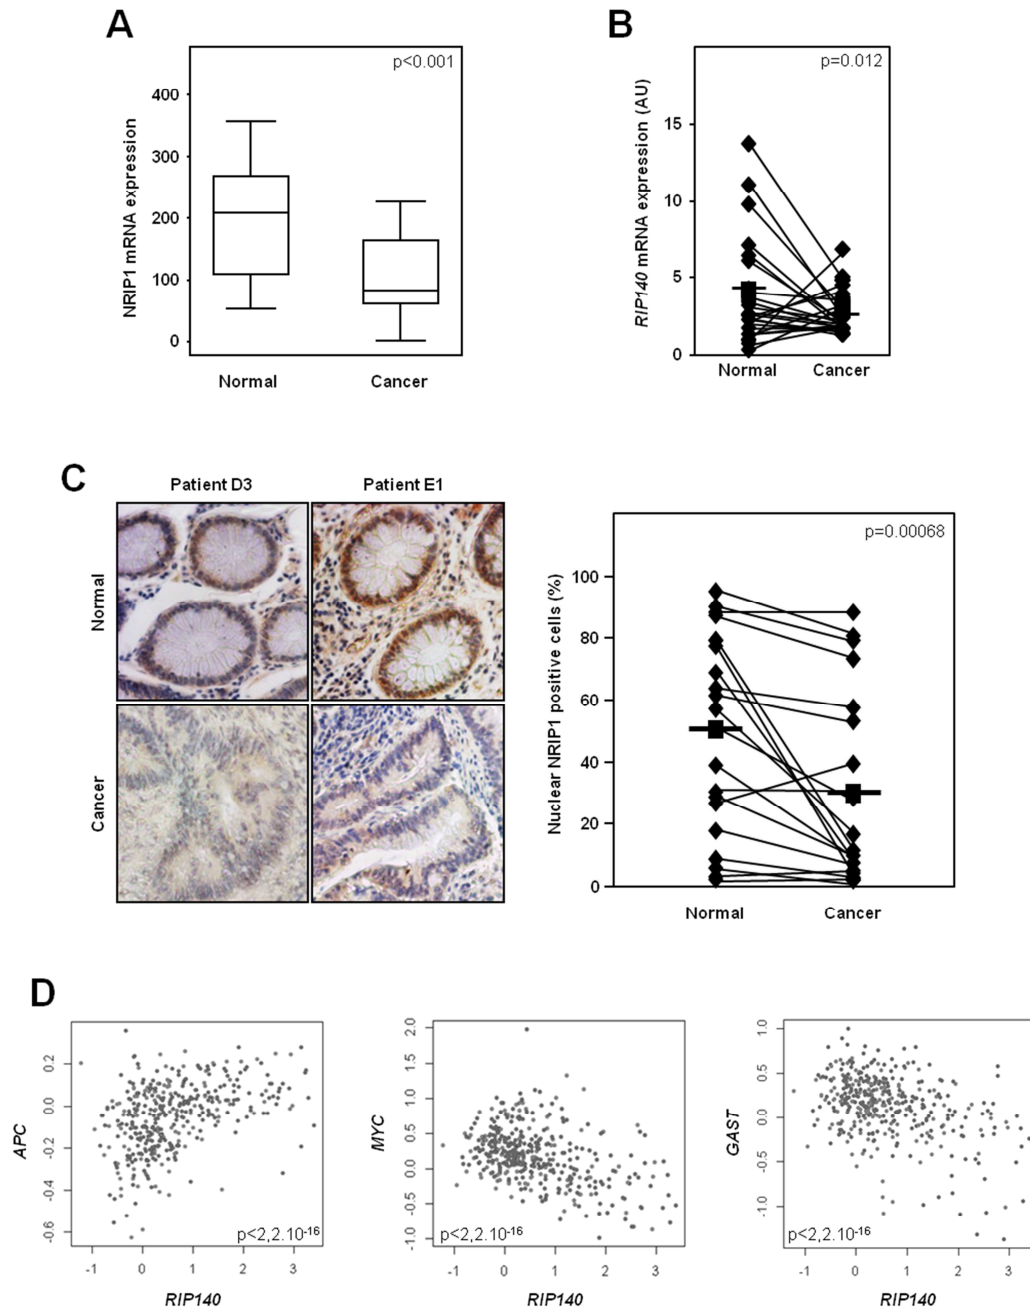 A
p<0.001
NRIP1 mRNA expression
400
300
200
100
0
Normal Cancer
B
p=0.012
RIP140 mRNA expression (AU)
15
10
5
0
Normal Cancer
C
Patient D3 Patient E1
Normal
Cancer
p=0.00068
Nuclear NRIP1 positive cells (%)
100
80
60
40
20
0
Normal Cancer
D
APC
0.2
0.0
-0.2
-0.4
-0.6
p<2,2.10-16
-1 0 1 2 3
RIP140
MYC
2.0
1.5
1.0
0.5
0.0
-0.5
-1.0
p<2,2.10-16
-1 0 1 2 3
RIP140
GAST
1.0
0.5
0.0
-0.5
-1.0
p<2,2.10-16
-1 0 1 2 3
RIP140